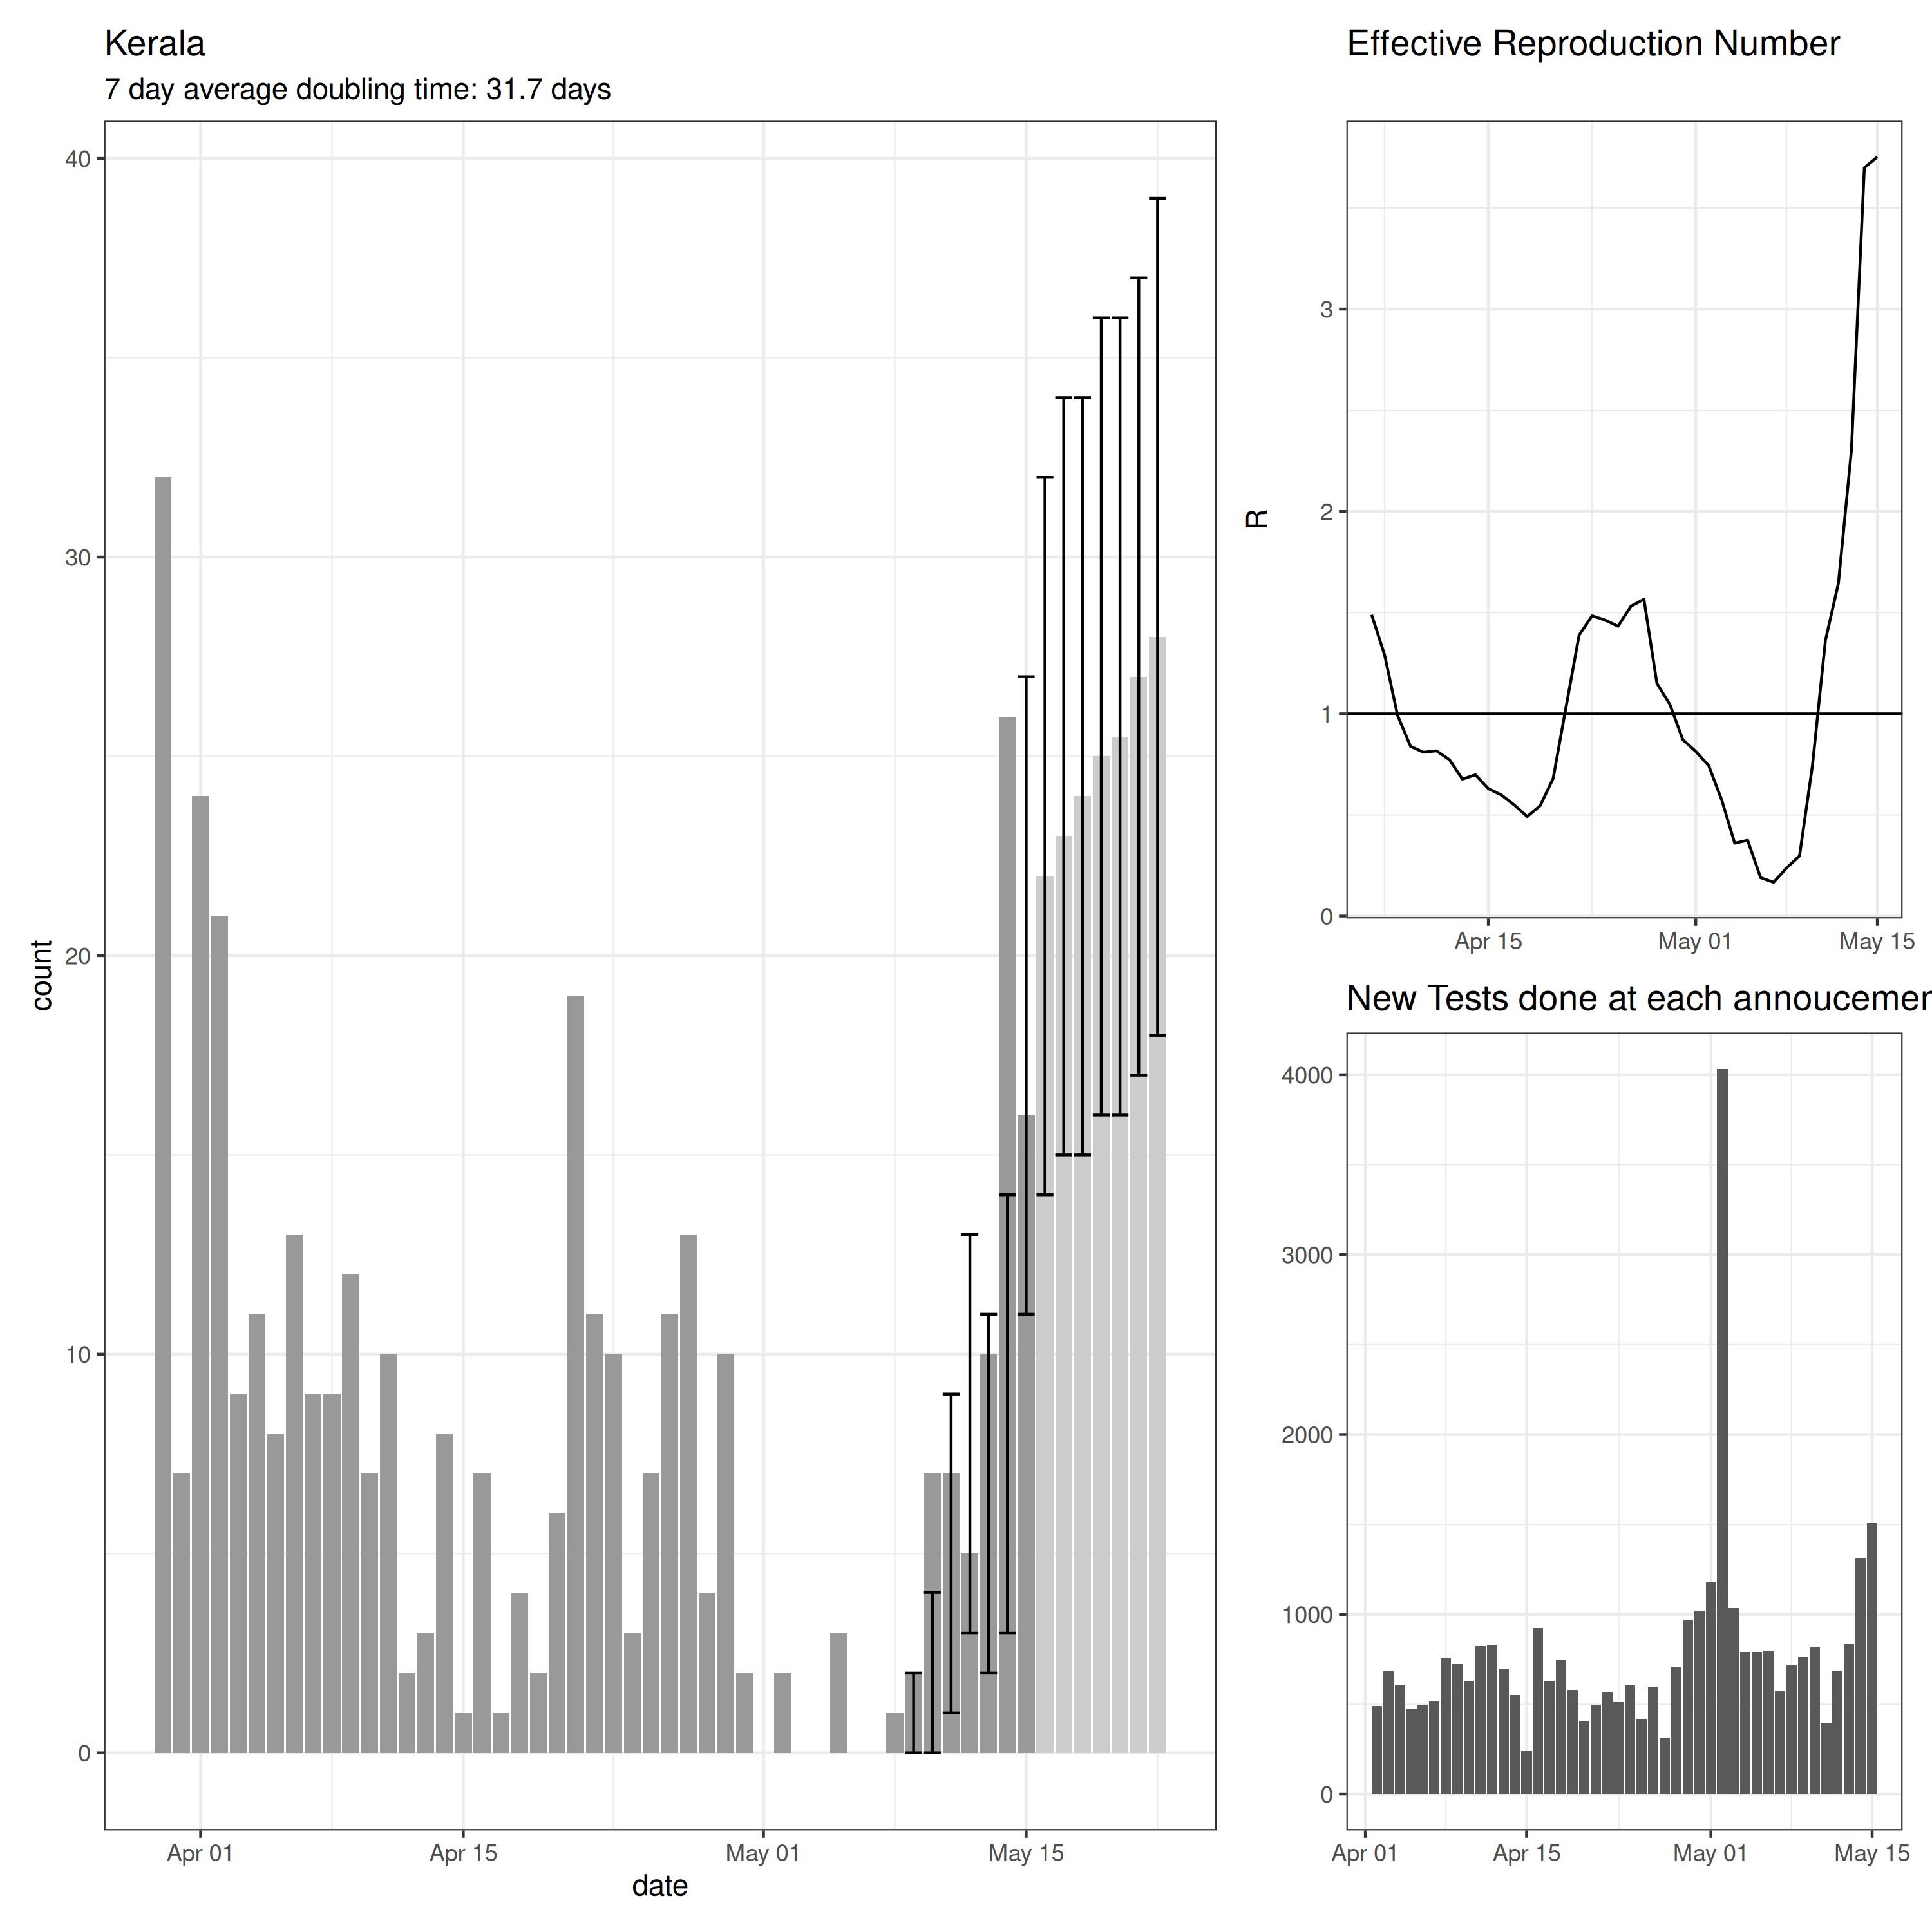 Kerala
7 day average doubling time: 31.7 days
count
40
30
20
10
0
Apr 01 Apr 15 May 01 May 15
date
Effective Reproduction Number
R
3
2
1
0
Apr 15 May 01 May 15
New Tests done at each annoucemen
4000
3000
2000
1000
0
Apr 01 Apr 15 May 01 May 15